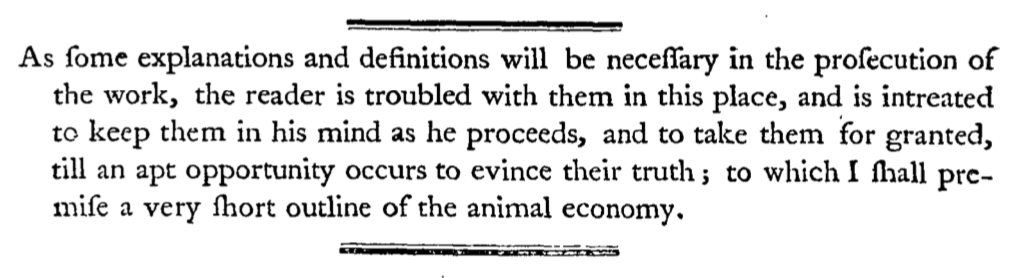 As ſome explanations and definitions will be neceſſary in the proſecution of
the work, the reader is troubled with them in this place, and is intreated
to keep them in his mind as he proceeds, and to take them for granted,
till an apt opportunity occurs to evince their truth; to which I ſhall pre-
miſe a very ſhort outline of the animal economy.